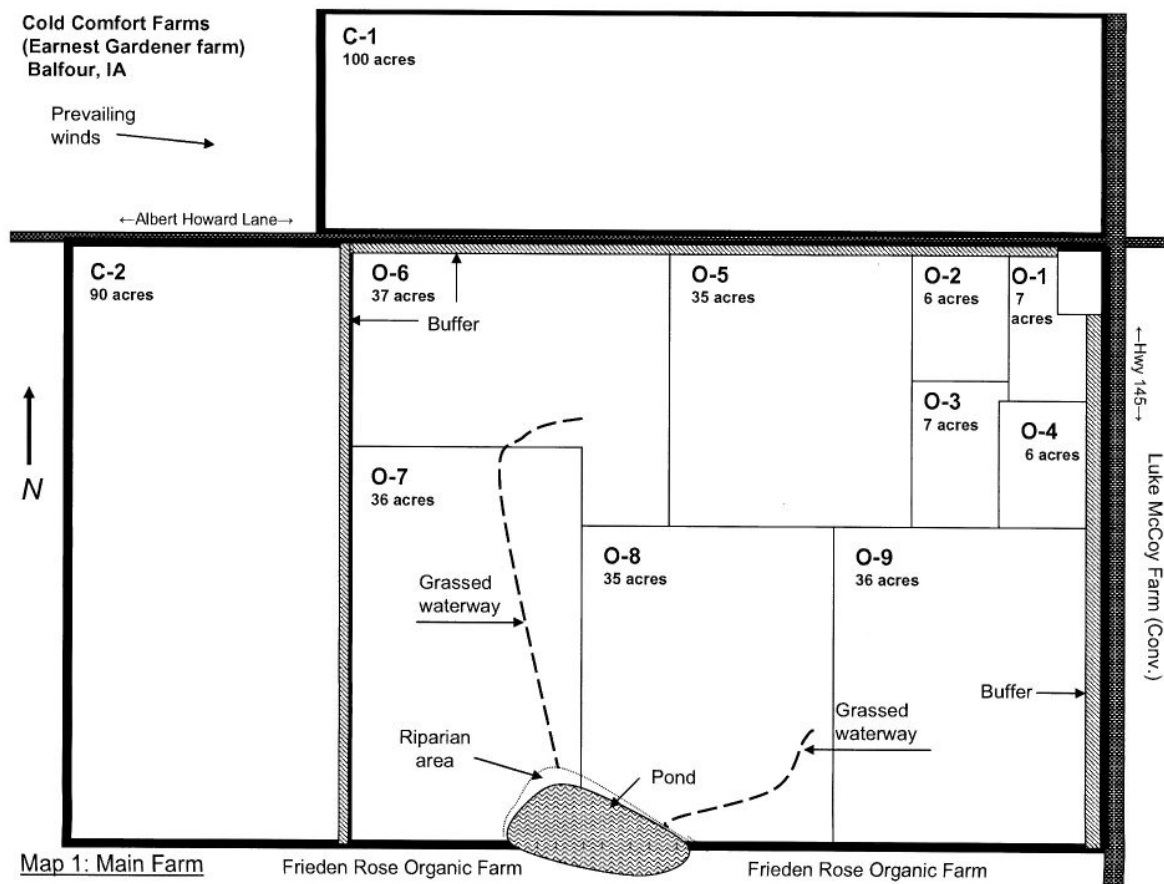 Cold Comfort Farms
(Earnest Gardener farm)
Balfour, IA
Prevailing
winds
←Albert Howard Lane→
C-1
100 acres
C-2
90 acres
O-6
37 acres
Buffer
O-5
35 acres
O-2
6 acres
O-1
7
acres
O-3
7 acres
O-4
6 acres
←Hwy 145→
Luke McCoy Farm (Conv.)
N
O-7
36 acres
Grassed
waterway
O-8
35 acres
O-9
36 acres
Buffer
Grassed
waterway
Riparian
area
Pond
Map 1: Main Farm
Frieden Rose Organic Farm
Frieden Rose Organic Farm